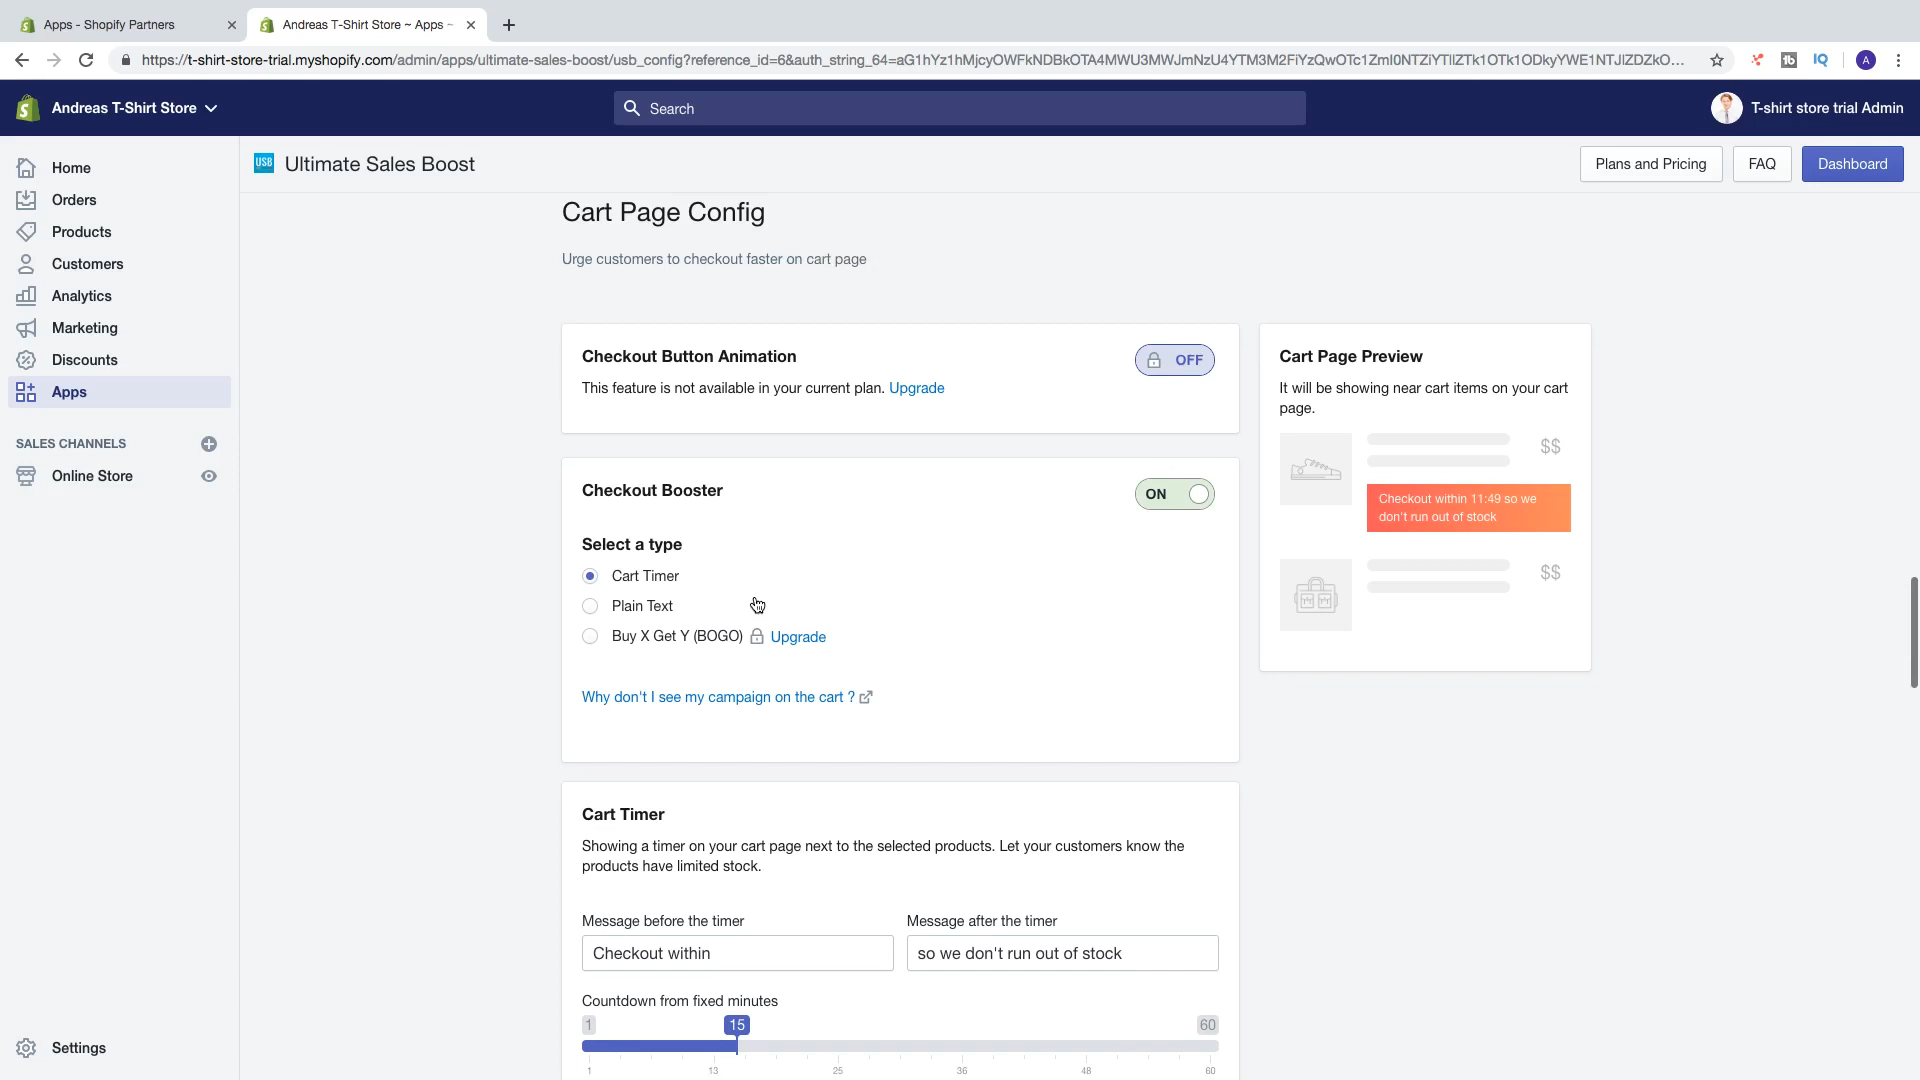 Apps - Shopify Partners
Andreas T-Shirt Store ~ Apps ~
https://t-shirt-store-trial.myshopify.com/admin/apps/ultimate-sales-boost/usb_config?reference_id=6&auth_string_64=
A
Andreas T-Shirt Store
Search
T-shirt store trial Admin
Home
Orders
Products
Customers
Analytics
Marketing
Discounts
Apps
SALES CHANNELS
Online Store
Settings
USB Ultimate Sales Boost
Plans and Pricing
FAQ
Dashboard
Cart Page Config
Urge customers to checkout faster on cart page
Checkout Button Animation
OFF
This feature is not available in your current plan. Upgrade
Checkout Booster
ON
Select a type
Cart Timer
Plain Text
Buy X Get Y (BOGO) Upgrade
Why don't I see my campaign on the cart ?
Cart Timer
Showing a timer on your cart page next to the selected products. Let your customers know the
products have limited stock.
Message before the timer
Message after the timer
Checkout within
so we don't run out of stock
Countdown from fixed minutes
1 15 60
1 13 25 36 48 60
Cart Page Preview
It will be showing near cart items on your cart
page.
$$
Checkout within 11:49 so we
don't run out of stock
$$